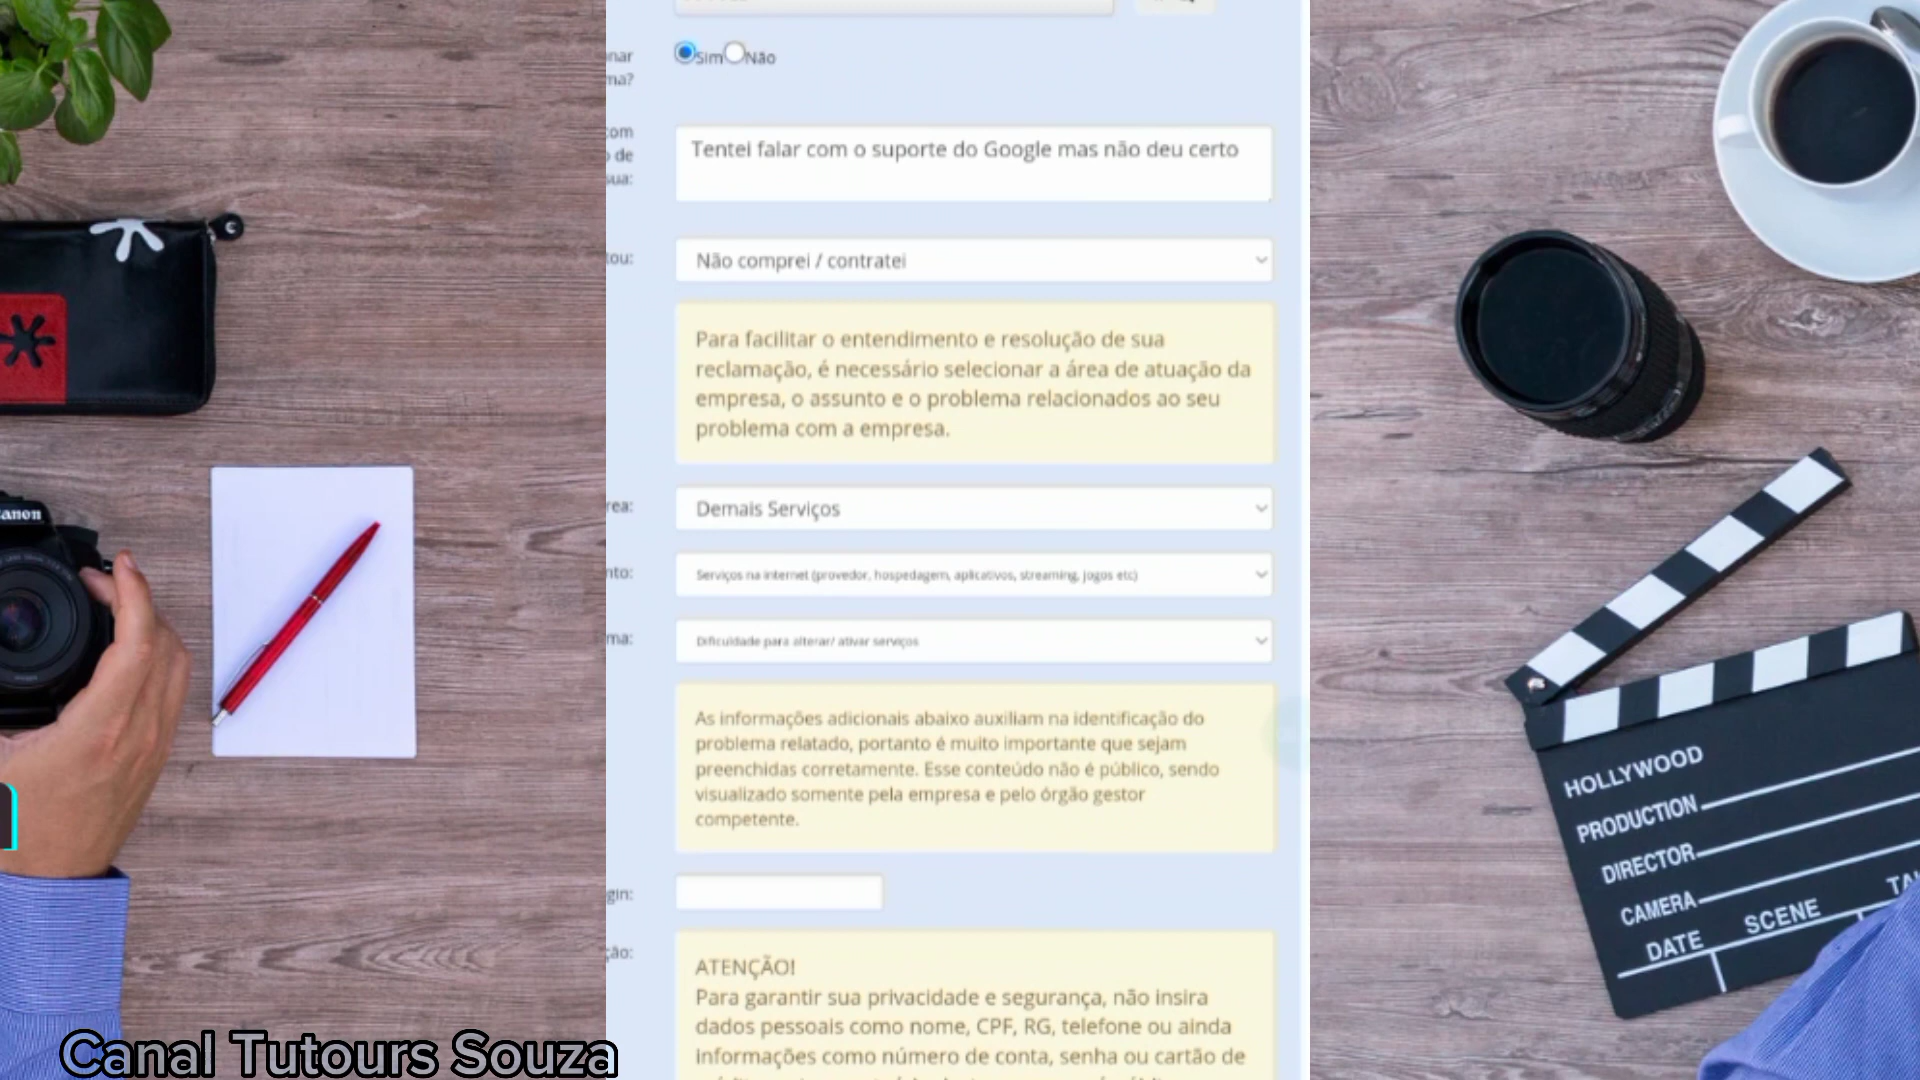 nar
ma?
Sim Não
com
o de
sua:
Tentei falar com o suporte do Google mas não deu certo
tou:
Não comprei / contratei
Para facilitar o entendimento e resolução de sua
reclamação, é necessário selecionar a área de atuação da
empresa, o assunto e o problema relacionados ao seu
problema com a empresa.
rea:
Demais Serviços
nto:
Serviços na internet (provedor, hospedagem, aplicativos, streaming, jogos etc)
ma:
Dificuldade para alterar/ ativar serviços
As informações adicionais abaixo auxiliam na identificação do
problema relatado, portanto é muito importante que sejam
preenchidas corretamente. Esse conteúdo não é público, sendo
visualizado somente pela empresa e pelo órgão gestor
competente.
gin:
ção:
ATENÇÃO!
Para garantir sua privacidade e segurança, não insira
dados pessoais como nome, CPF, RG, telefone ou ainda
informações como número de conta, senha ou cartão de
anon
HOLLYWOOD
PRODUCTION
DIRECTOR
CAMERA
DATE SCENE TA
Canal Tutours Souza